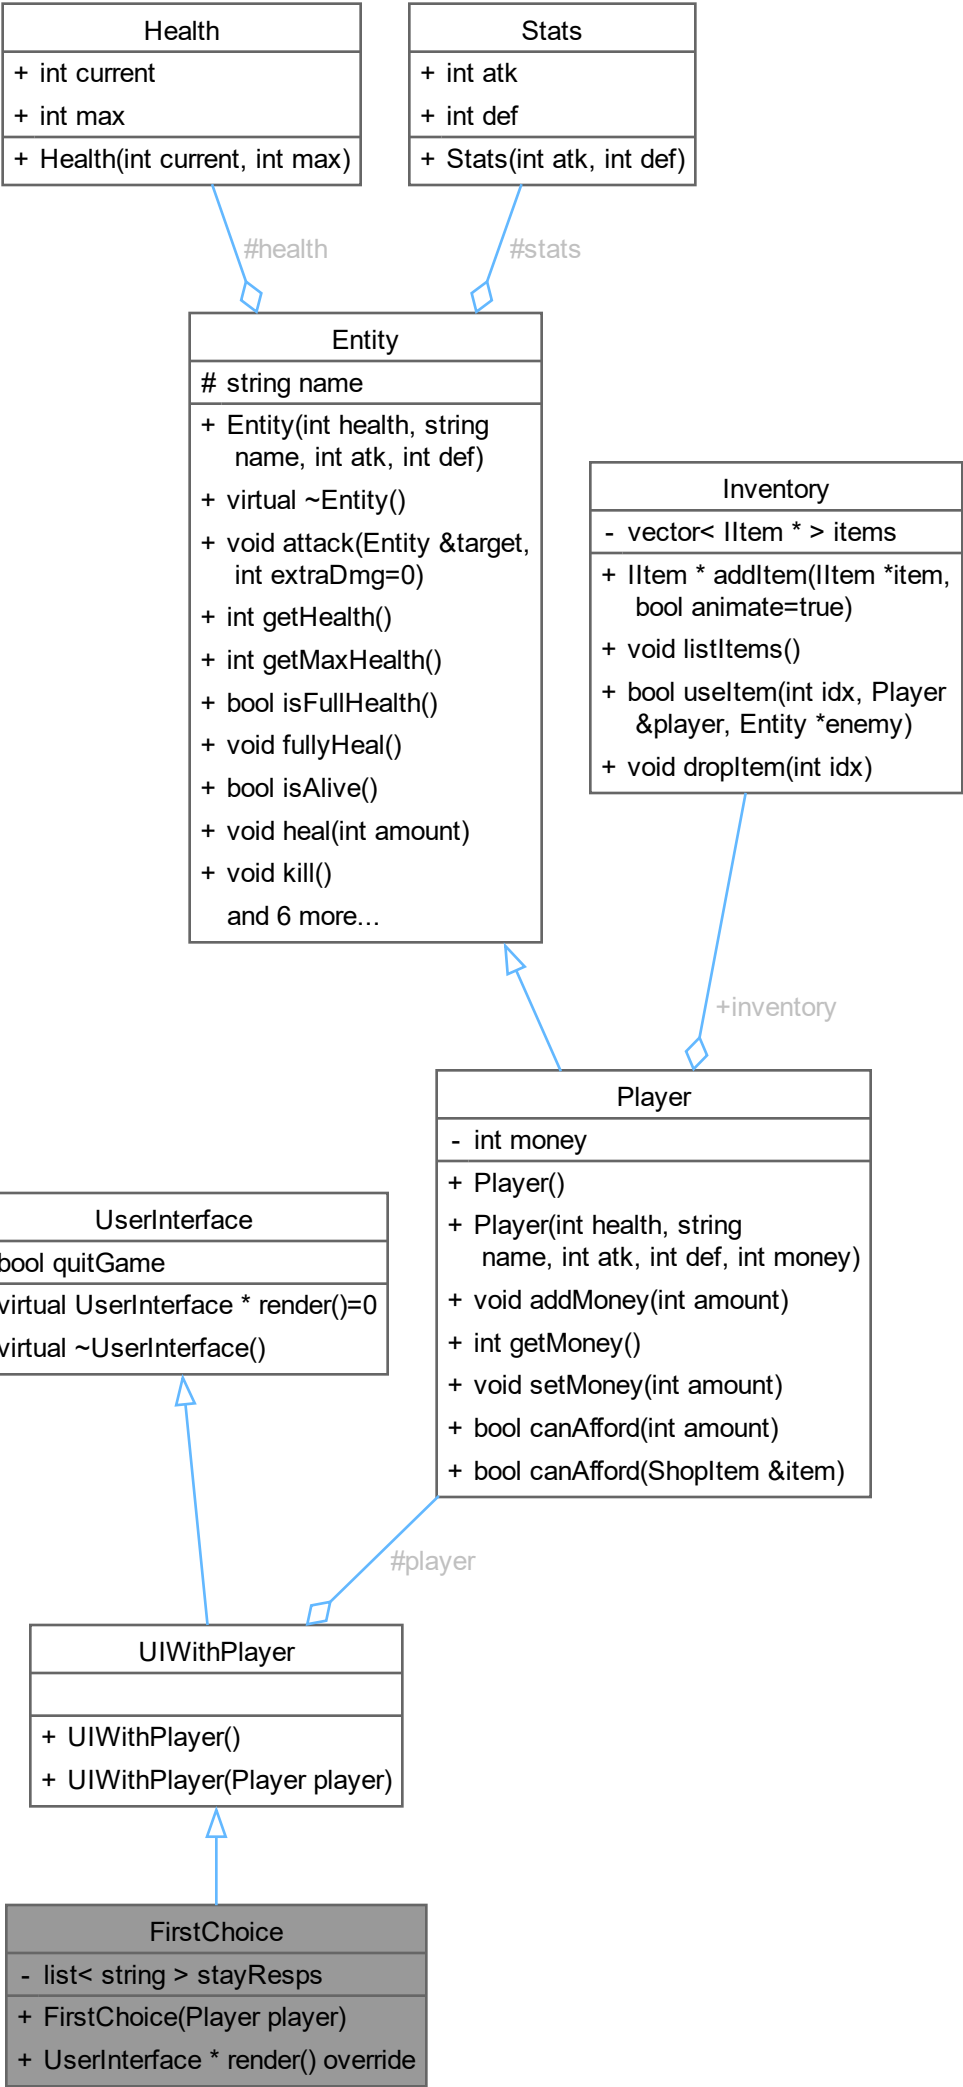 Health
+ int current
+ int max
+ Health(int current, int max)
Stats
+ int atk
+ int def
+ Stats(int atk, int def)
#health
#stats
Entity
# string name
+ Entity(int health, string
name, int atk, int def)
+ virtual ~Entity()
+ void attack(Entity &target,
int extraDmg=0)
+ int getHealth()
+ int getMaxHealth()
+ bool isFullHealth()
+ void fullyHeal()
+ bool isAlive()
+ void heal(int amount)
+ void kill()
and 6 more...
Inventory
- vector< IItem * > items
+ IItem * addItem(IItem *item,
bool animate=true)
+ void listItems()
+ bool useItem(int idx, Player
&player, Entity *enemy)
+ void dropItem(int idx)
+inventory
Player
- int money
+ Player()
+ Player(int health, string
name, int atk, int def, int money)
+ void addMoney(int amount)
+ int getMoney()
+ void setMoney(int amount)
+ bool canAfford(int amount)
+ bool canAfford(ShopItem &item)
UserInterface
bool quitGame
virtual UserInterface * render()=0
virtual ~UserInterface()
#player
UIWithPlayer
+ UIWithPlayer()
+ UIWithPlayer(Player player)
FirstChoice
- list< string > stayResps
+ FirstChoice(Player player)
+ UserInterface * render() override